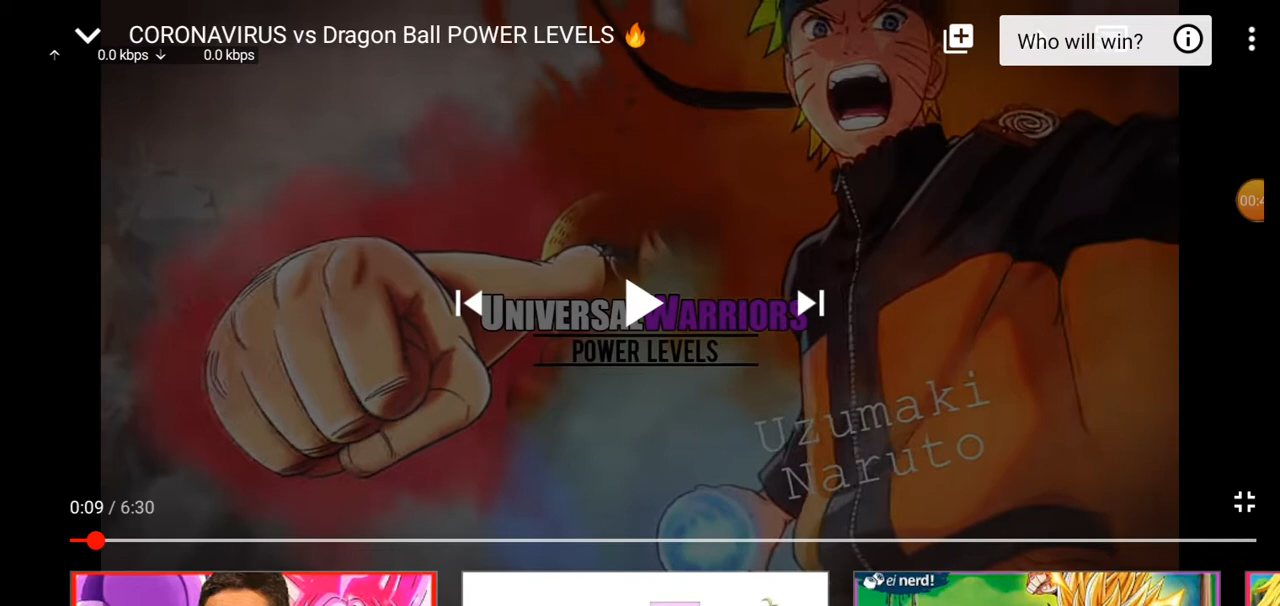 CORONAVIRUS vs Dragon Ball POWER LEVELS 🔥
Who will win?
0.0 kbps
0.0 kbps
UNIVERSALWARRIORS
POWER LEVELS
Uzumaki
Naruto
0:09 / 6:30
ei nerd!